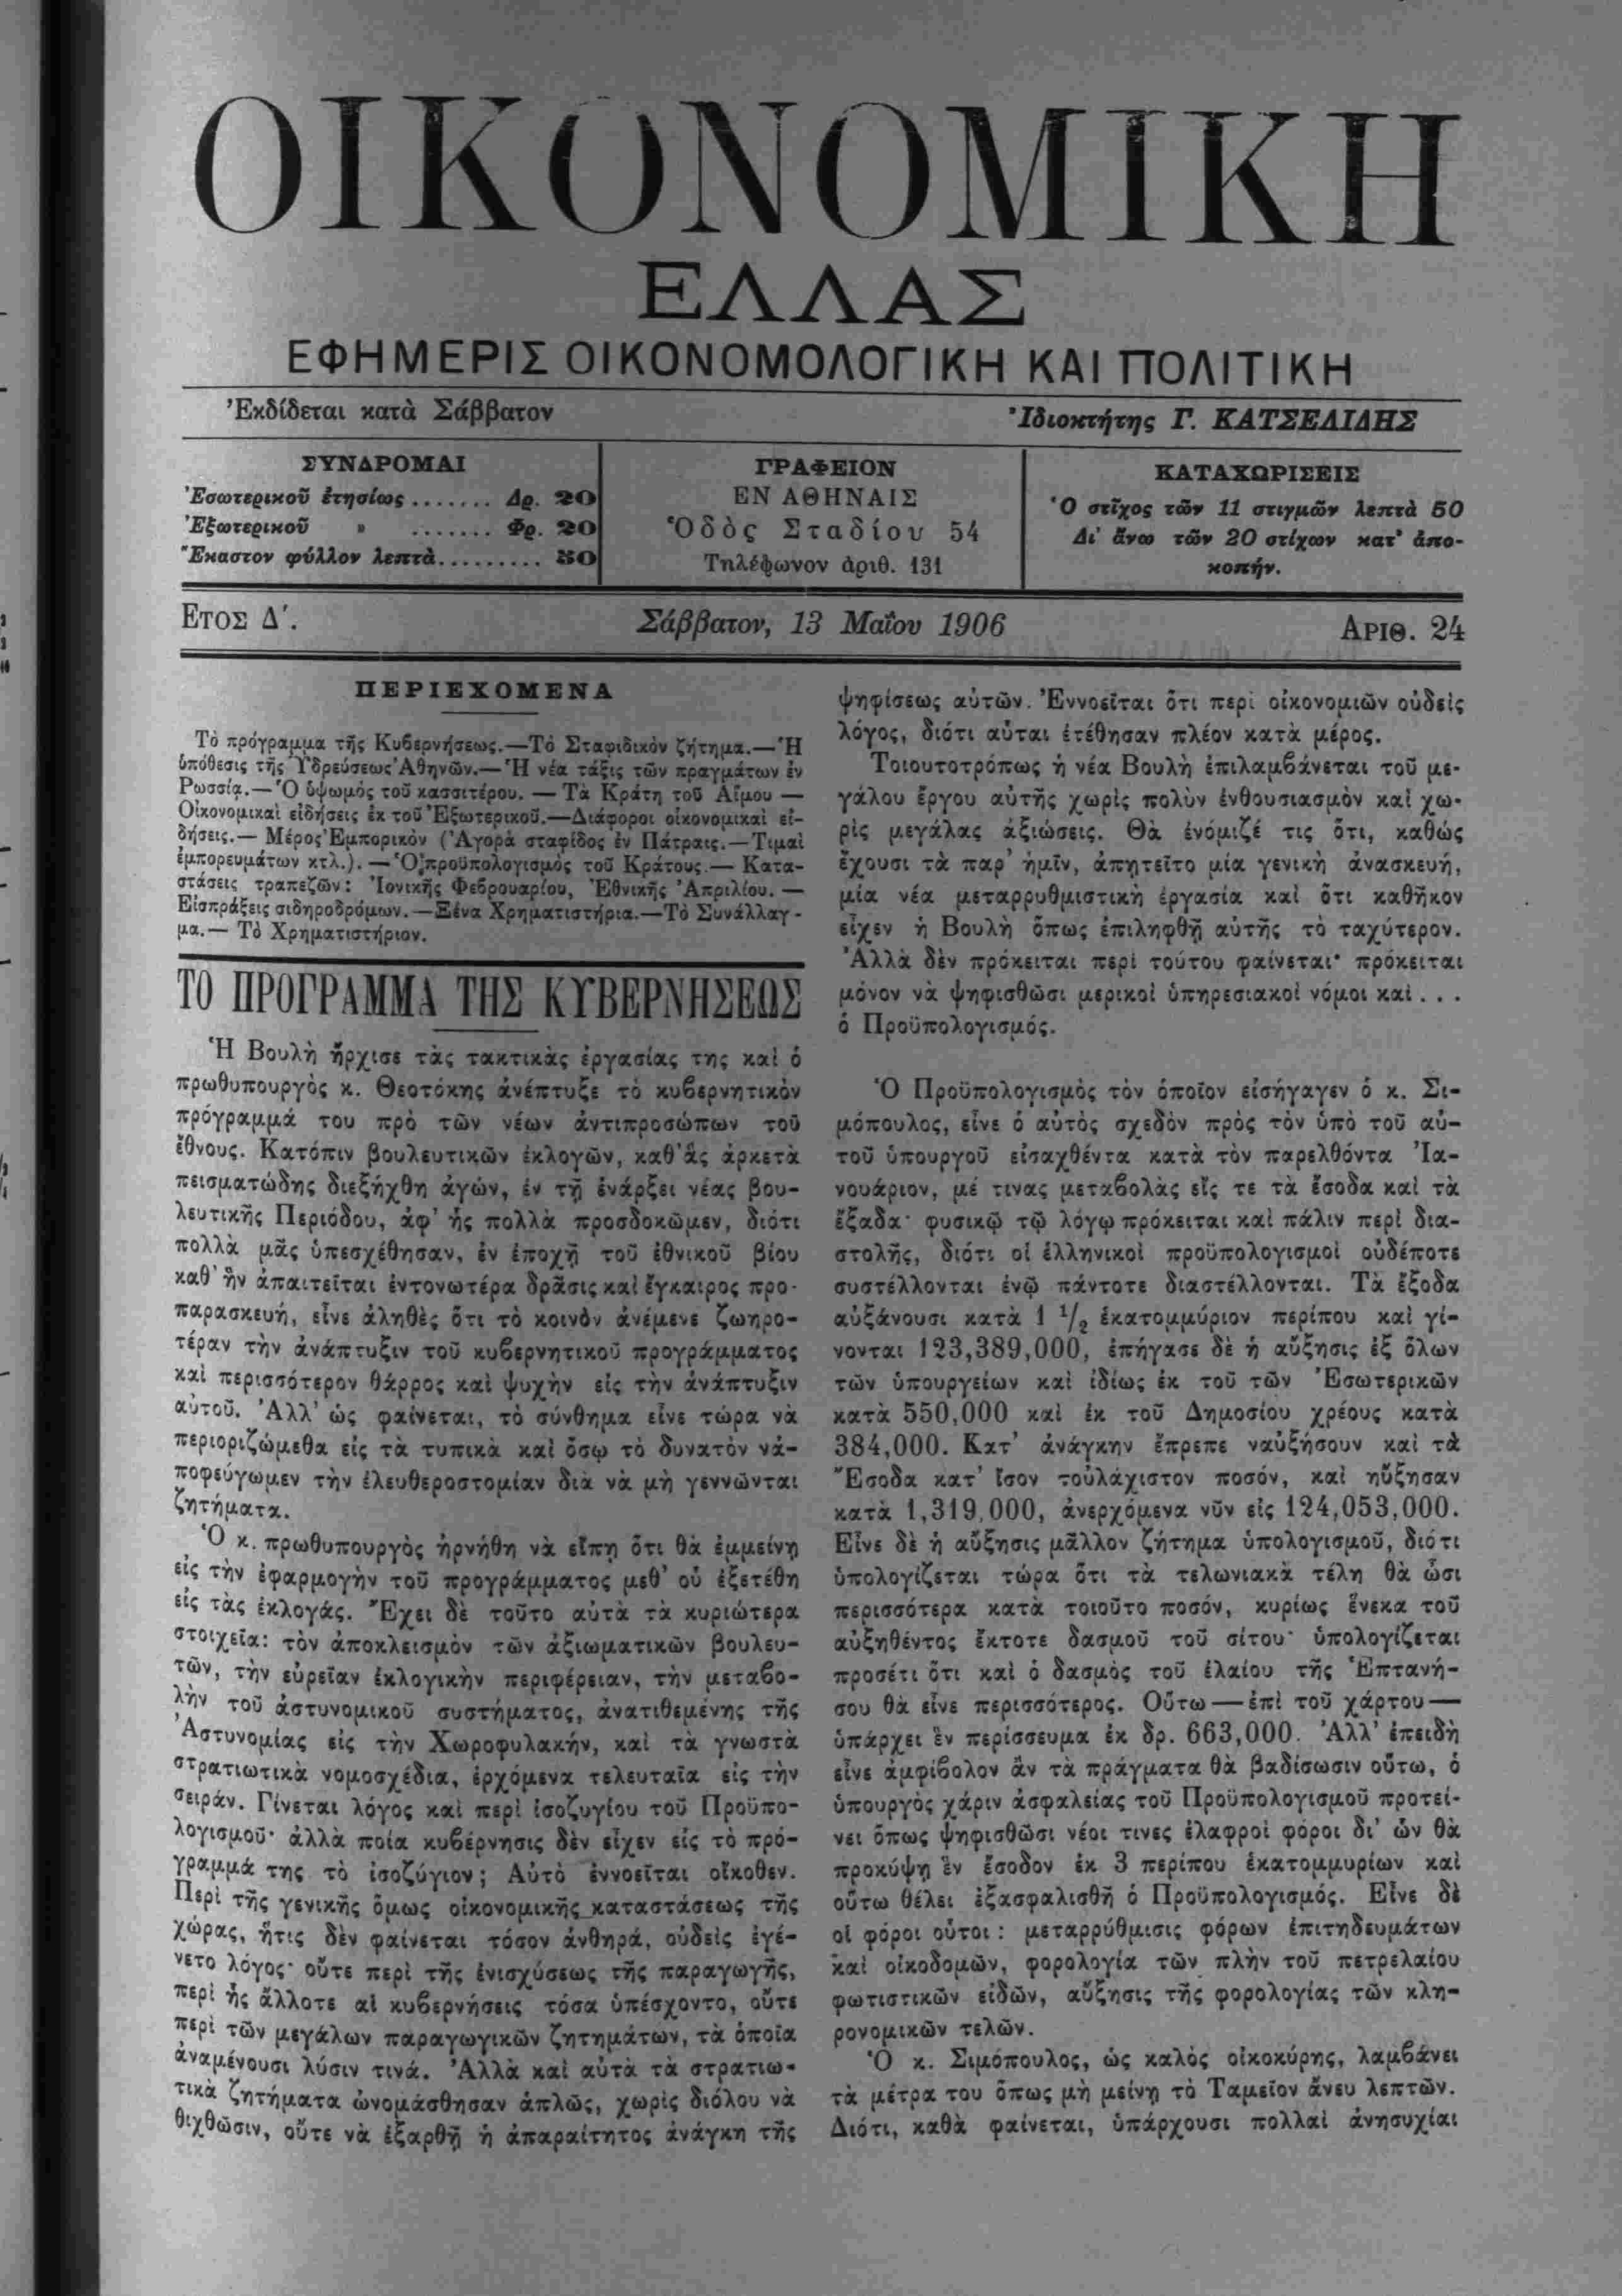 ΟΙΚΟΝΟΜΙΚΗ
ΕΛΛΑΣ
ΕΦΗΜΕΡΙΣ ΟΙΚΟΝΟΜΟΛΟΓΙΚΗ ΚΑΙ ΠΟΛΙΤΙΚΗ
Ἐκδίδεται κατὰ Σάββατον
Ἰδιοκτήτης Γ. ΚΑΤΣΕΛΙΔΗΣ
ΣΥΝΔΡΟΜΑΙ
Ἐσωτερικοῦ ἐτησίως ....... Δρ. 20
Ἐξωτερικοῦ » ....... Φρ. 20
Ἕκαστον φύλλον λεπτὰ.......... 50
ΓΡΑΦΕΙΟΝ
ΕΝ ΑΘΗΝΑΙΣ
Ὁδὸς Σταδίου 54
Τηλέφωνον ἀριθ. 131
ΚΑΤΑΧΩΡΙΣΕΙΣ
Ὁ στῖχος τῶν 11 στιγμῶν λεπτὰ 50
Δι' ἄνω τῶν 20 στίχων κατ' ἀπο-
κοπήν.
ΕΤΟΣ Δ'.
Σάββατον, 13 Μαΐου 1906
ΑΡΙΘ. 24
ΠΕΡΙΕΧΟΜΕΝΑ
Τὸ πρόγραμμα τῆς Κυβερνήσεως.—Τὸ Σταφιδικὸν ζήτημα.—Ἡ
ὑπόθεσις τῆς Ὑδρεύσεως Ἀθηνῶν.—Ἡ νέα τάξις τῶν πραγμάτων ἐν
Ρωσσίᾳ.—Ὁ ὑψωμὸς τοῦ κασσιτέρου. — Τὰ Κράτη τοῦ Αἵμου —
Οἰκονομικαὶ εἰδήσεις ἐκ τοῦ Ἐξωτερικοῦ.—Διάφοροι οἰκονομικαὶ εἰ-
δήσεις.— Μέρος Ἐμπορικὸν (Ἀγορὰ σταφίδος ἐν Πάτραις.—Τιμαὶ
ἐμπορευμάτων κτλ.). —Ὁ προϋπολογισμὸς τοῦ Κράτους.— Κατα-
στάσεις τραπεζῶν: Ἰονικῆς Φεβρουαρίου, Ἐθνικῆς Ἀπριλίου. —
Εἰσπράξεις σιδηροδρόμων.—Ξένα Χρηματιστήρια.—Τὸ Συνάλλαγ-
μα.— Τὸ Χρηματιστήριον.
ΤΟ ΠΡΟΓΡΑΜΜΑ ΤΗΣ ΚΥΒΕΡΝΗΣΕΩΣ
Ἡ Βουλὴ ἤρχισε τὰς τακτικὰς ἐργασίας της καὶ ὁ
πρωθυπουργὸς κ. Θεοτόκης ἀνέπτυξε τὸ κυβερνητικὸν
πρόγραμμά του πρὸ τῶν νέων ἀντιπροσώπων τοῦ
ἔθνους. Κατόπιν βουλευτικῶν ἐκλογῶν, καθ' ἃς ἀρκετὰ
πεισματώδης διεξήχθη ἀγών, ἐν τῇ ἐνάρξει νέας βου-
λευτικῆς Περιόδου, ἀφ' ἧς πολλὰ προσδοκῶμεν, διότι
πολλὰ μᾶς ὑπεσχέθησαν, ἐν ἐποχῇ τοῦ ἐθνικοῦ βίου
καθ' ἣν ἀπαιτεῖται ἐντονωτέρα δρᾶσις καὶ ἔγκαιρος προ-
παρασκευή, εἶνε ἀληθὲς ὅτι τὸ κοινὸν ἀνέμενε ζωηρο-
τέραν τὴν ἀνάπτυξιν τοῦ κυβερνητικοῦ προγράμματος
καὶ περισσότερον θάρρος καὶ ψυχὴν εἰς τὴν ἀνάπτυξιν
αὐτοῦ. Ἀλλ' ὡς φαίνεται, τὸ σύνθημα εἶνε τώρα νὰ
περιοριζώμεθα εἰς τὰ τυπικὰ καὶ ὅσῳ τὸ δυνατὸν νἀ-
ποφεύγωμεν τὴν ἐλευθεροστομίαν διὰ νὰ μὴ γεννῶνται
ζητήματα.
Ὁ κ. πρωθυπουργὸς ἠρνήθη νὰ εἴπῃ ὅτι θὰ ἐμμείνῃ
εἰς τὴν ἐφαρμογὴν τοῦ προγράμματος μεθ' οὗ ἐξετέθη
εἰς τὰς ἐκλογάς. Ἔχει δὲ τοῦτο αὐτὰ τὰ κυριώτερα
στοιχεῖα: τὸν ἀποκλεισμὸν τῶν ἀξιωματικῶν βουλευ-
τῶν, τὴν εὐρεῖαν ἐκλογικὴν περιφέρειαν, τὴν μεταβο-
λὴν τοῦ ἀστυνομικοῦ συστήματος, ἀνατιθεμένης τῆς
Ἀστυνομίας εἰς τὴν Χωροφυλακήν, καὶ τὰ γνωστὰ
στρατιωτικὰ νομοσχέδια, ἐρχόμενα τελευταῖα εἰς τὴν
σειράν. Γίνεται λόγος καὶ περὶ ἰσοζυγίου τοῦ Προϋπο-
λογισμοῦ· ἀλλὰ ποία κυβέρνησις δὲν εἶχεν εἰς τὸ πρό-
γραμμά της τὸ ἰσοζύγιον; Αὐτὸ ἐννοεῖται οἴκοθεν.
Περὶ τῆς γενικῆς ὅμως οἰκονομικῆς καταστάσεως τῆς
χώρας, ἥτις δὲν φαίνεται τόσον ἀνθηρά, οὐδεὶς ἐγέ-
νετο λόγος· οὔτε περὶ τῆς ἐνισχύσεως τῆς παραγωγῆς,
περὶ ἧς ἄλλοτε αἱ κυβερνήσεις τόσα ὑπέσχοντο, οὔτε
περὶ τῶν μεγάλων παραγωγικῶν ζητημάτων, τὰ ὁποῖα
ἀναμένουσι λύσιν τινά. Ἀλλὰ καὶ αὐτὰ τὰ στρατιω-
τικὰ ζητήματα ὠνομάσθησαν ἁπλῶς, χωρὶς διόλου νὰ
θιχθῶσιν, οὔτε νὰ ἐξαρθῇ ἡ ἀπαραίτητος ἀνάγκη τῆς
ψηφίσεως αὐτῶν. Ἐννοεῖται ὅτι περὶ οἰκονομιῶν οὐδεὶς
λόγος, διότι αὗται ἐτέθησαν πλέον κατὰ μέρος.
Τοιουτοτρόπως ἡ νέα Βουλὴ ἐπιλαμβάνεται τοῦ με-
γάλου ἔργου αὐτῆς χωρὶς πολὺν ἐνθουσιασμὸν καὶ χω-
ρὶς μεγάλας ἀξιώσεις. Θὰ ἐνόμιζέ τις ὅτι, καθὼς
ἔχουσι τὰ παρ' ἡμῖν, ἀπῃτεῖτο μία γενικὴ ἀνασκευή,
μία νέα μεταρρυθμιστικὴ ἐργασία καὶ ὅτι καθῆκον
εἶχεν ἡ Βουλὴ ὅπως ἐπιληφθῇ αὐτῆς τὸ ταχύτερον.
Ἀλλὰ δὲν πρόκειται περὶ τούτου φαίνεται· πρόκειται
μόνον νὰ ψηφισθῶσι μερικοὶ ὑπηρεσιακοὶ νόμοι καὶ...
ὁ Προϋπολογισμός.
Ὁ Προϋπολογισμὸς τὸν ὁποῖον εἰσήγαγεν ὁ κ. Σι-
μόπουλος, εἶνε ὁ αὐτὸς σχεδὸν πρὸς τὸν ὑπὸ τοῦ αὐ-
τοῦ ὑπουργοῦ εἰσαχθέντα κατὰ τὸν παρελθόντα Ἰα-
νουάριον, μέ τινας μεταβολὰς εἴς τε τὰ ἔσοδα καὶ τὰ
ἔξαδα· φυσικῷ τῷ λόγῳ πρόκειται καὶ πάλιν περὶ δια-
στολῆς, διότι οἱ ἑλληνικοὶ προϋπολογισμοὶ οὐδέποτε
συστέλλονται ἐνῷ πάντοτε διαστέλλονται. Τὰ ἔξοδα
αὐξάνουσι κατὰ 1 1/2 ἑκατομμύριον περίπου καὶ γί-
νονται 123,389,000, ἐπήγασε δὲ ἡ αὔξησις ἐξ ὅλων
τῶν ὑπουργείων καὶ ἰδίως ἐκ τοῦ τῶν Ἐσωτερικῶν
κατὰ 550,000 καὶ ἐκ τοῦ Δημοσίου χρέους κατὰ
384,000. Κατ' ἀνάγκην ἔπρεπε ναὐξήσουν καὶ τὰ
Ἔσοδα κατ' ἴσον τοὐλάχιστον ποσόν, καὶ ηὔξησαν
κατὰ 1,319,000, ἀνερχόμενα νῦν εἰς 124,053,000.
Εἶνε δὲ ἡ αὔξησις μᾶλλον ζήτημα ὑπολογισμοῦ, διότι
ὑπολογίζεται τώρα ὅτι τὰ τελωνιακὰ τέλη θὰ ὦσι
περισσότερα κατὰ τοιοῦτο ποσόν, κυρίως ἕνεκα τοῦ
αὐξηθέντος ἔκτοτε δασμοῦ τοῦ σίτου· ὑπολογίζεται
προσέτι ὅτι καὶ ὁ δασμὸς τοῦ ἐλαίου τῆς Ἑπτανή-
σου θὰ εἶνε περισσότερος. Οὕτω—ἐπὶ τοῦ χάρτου—
ὑπάρχει ἓν περίσσευμα ἐκ δρ. 663,000. Ἀλλ' ἐπειδὴ
εἶνε ἀμφίβολον ἂν τὰ πράγματα θὰ βαδίσωσιν οὕτω, ὁ
ὑπουργὸς χάριν ἀσφαλείας τοῦ Προϋπολογισμοῦ προτεί-
νει ὅπως ψηφισθῶσι νέοι τινες ἐλαφροὶ φόροι δι' ὧν θὰ
προκύψῃ ἓν ἔσοδον ἐκ 3 περίπου ἑκατομμυρίων καὶ
οὕτω θέλει ἐξασφαλισθῆ ὁ Προϋπολογισμός. Εἶνε δὲ
οἱ φόροι οὗτοι: μεταρρύθμισις φόρων ἐπιτηδευμάτων
καὶ οἰκοδομῶν, φορολογία τῶν πλὴν τοῦ πετρελαίου
φωτιστικῶν εἰδῶν, αὔξησις τῆς φορολογίας τῶν κλη-
ρονομικῶν τελῶν.
Ὁ κ. Σιμόπουλος, ὡς καλὸς οἰκοκύρης, λαμβάνει
τὰ μέτρα του ὅπως μὴ μείνῃ τὸ Ταμεῖον ἄνευ λεπτῶν.
Διότι, καθὰ φαίνεται, ὑπάρχουσι πολλαὶ ἀνησυχίαι